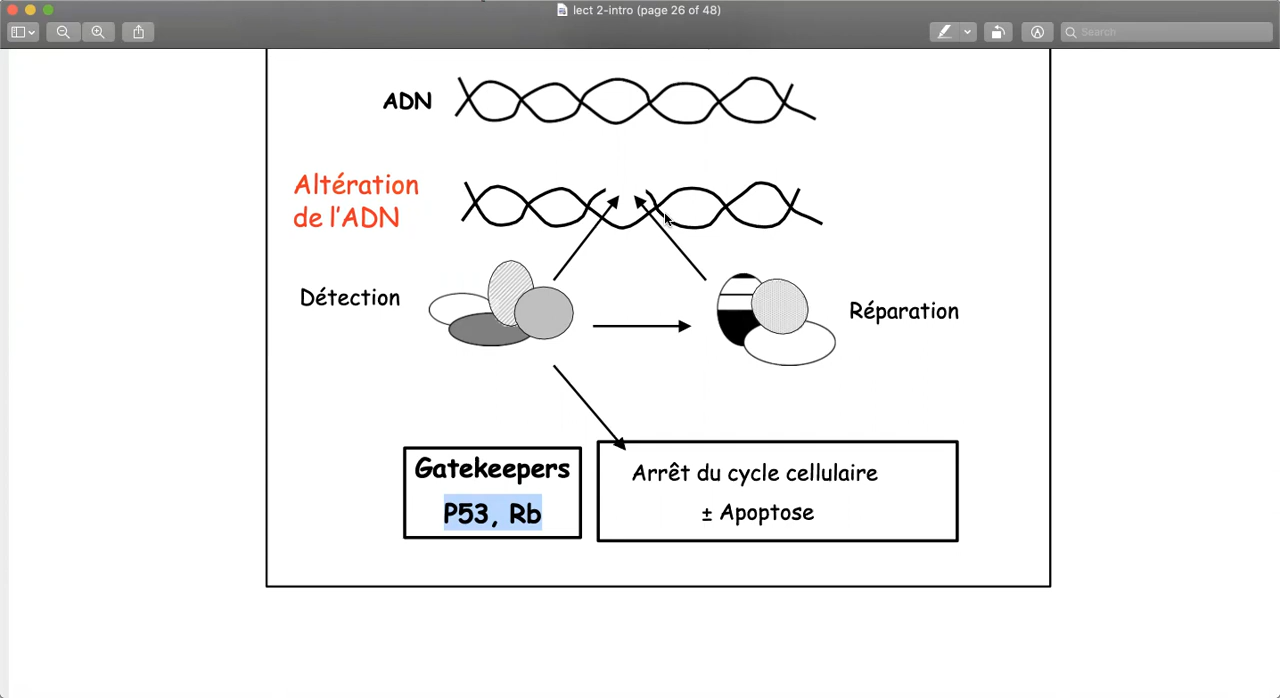 lect 2-intro (page 26 of 48)
Search
ADN
Altération
de l'ADN
Détection
Réparation
Gatekeepers
P53, Rb
Arrêt du cycle cellulaire
± Apoptose